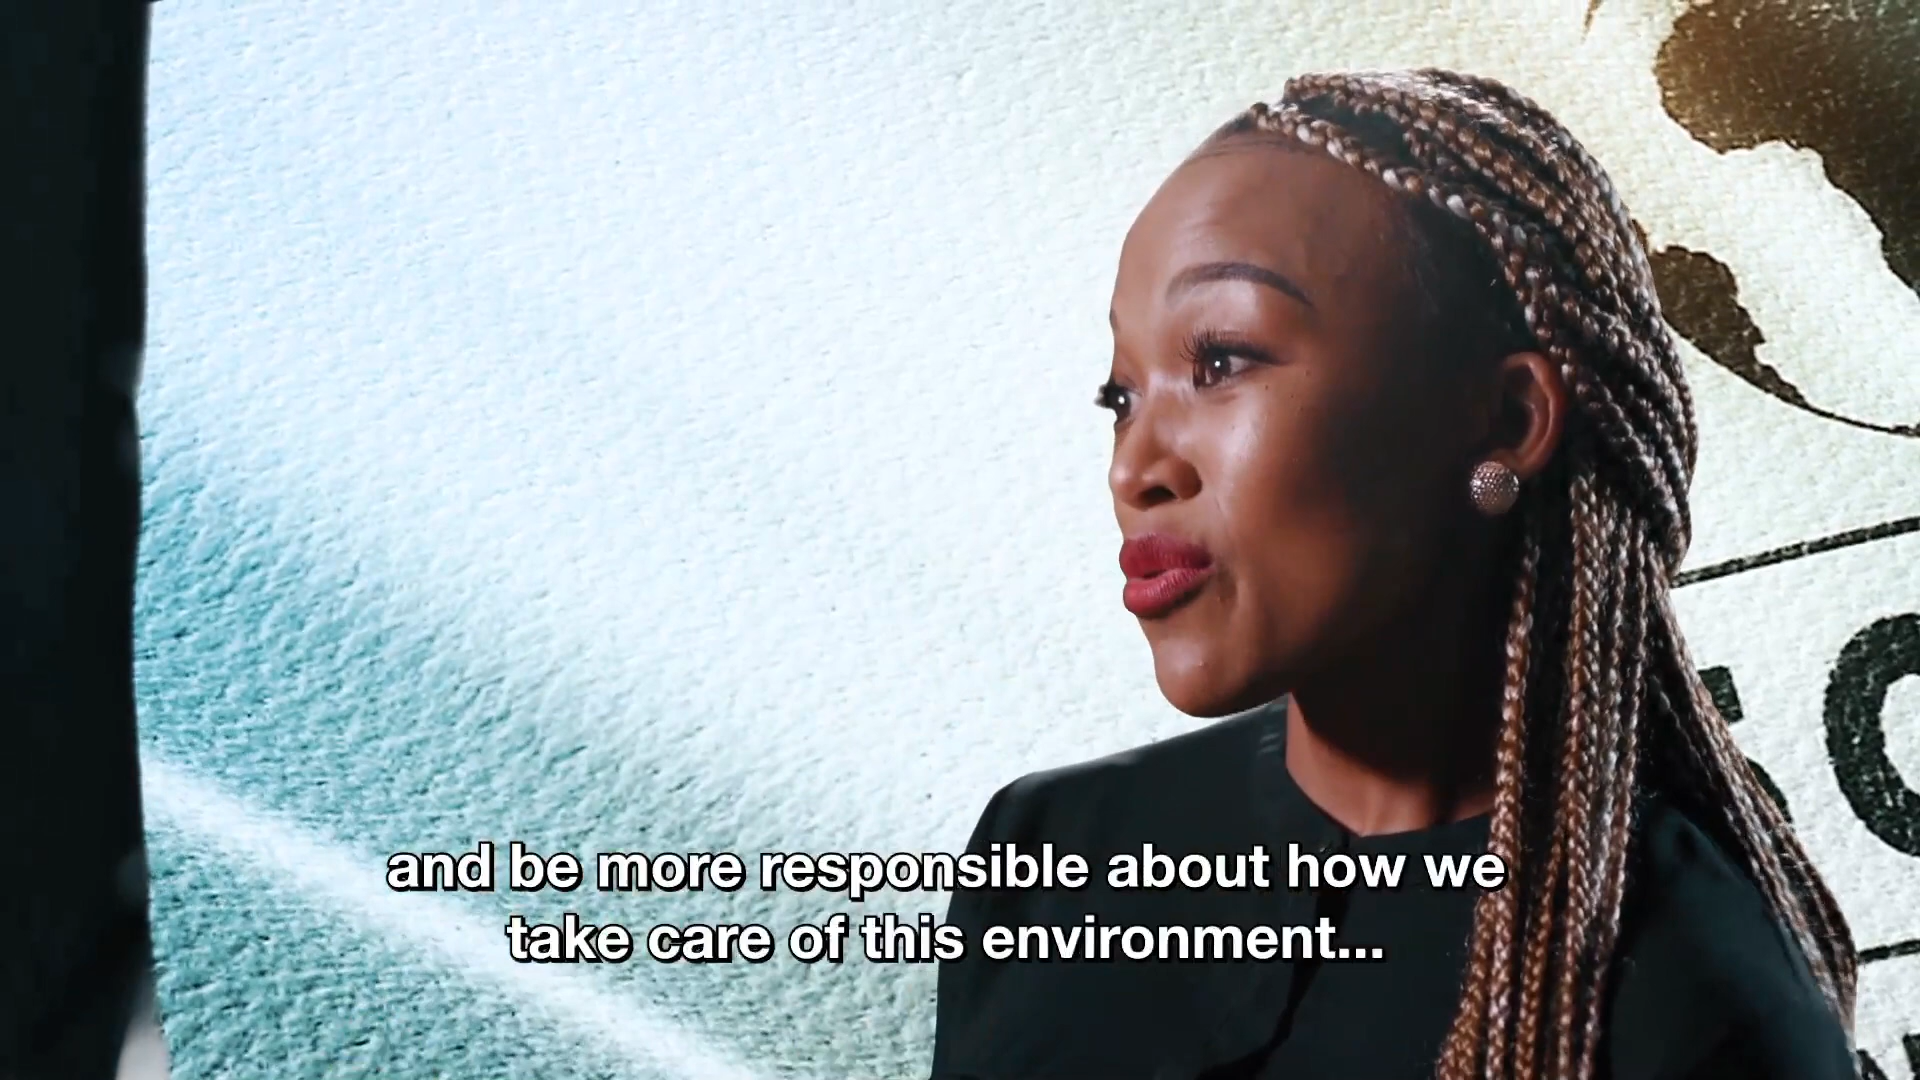 and be more responsible about how we
take care of this environment...